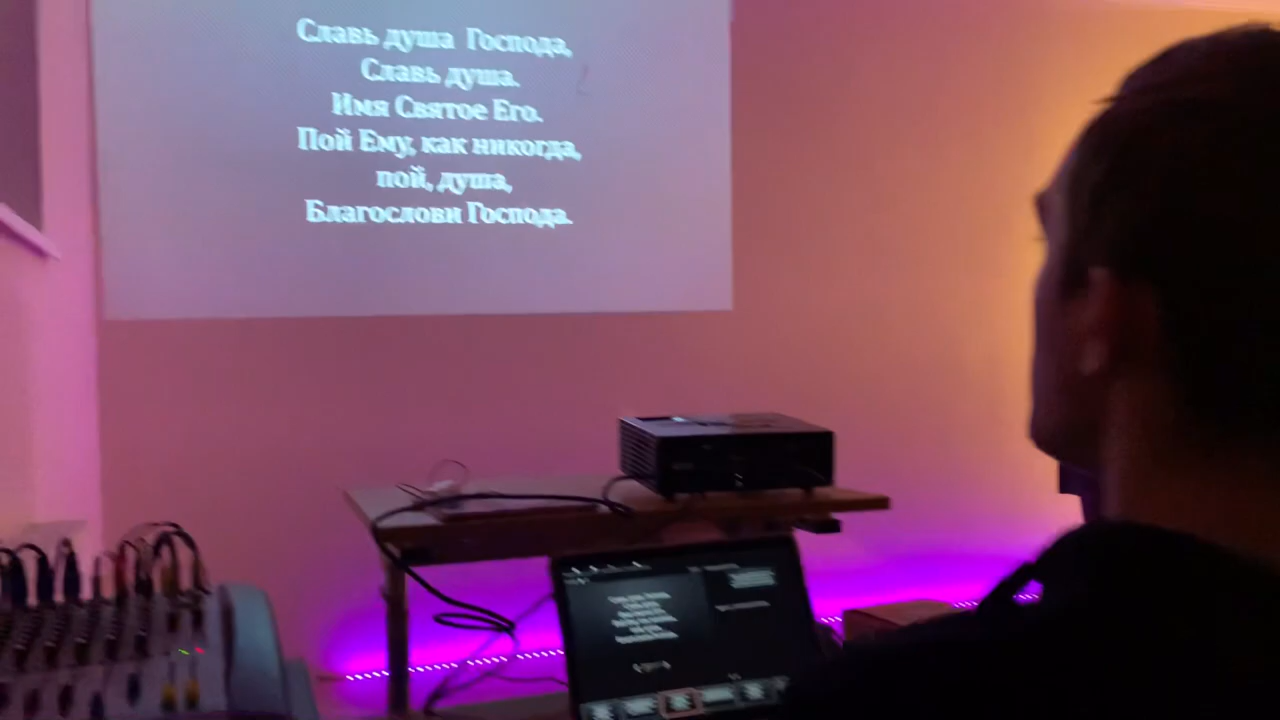 Славь душа Господа,
Славь душа.
Имя Святое Его.
Пой Ему, как никогда,
пой, душа,
Благослови Господа.